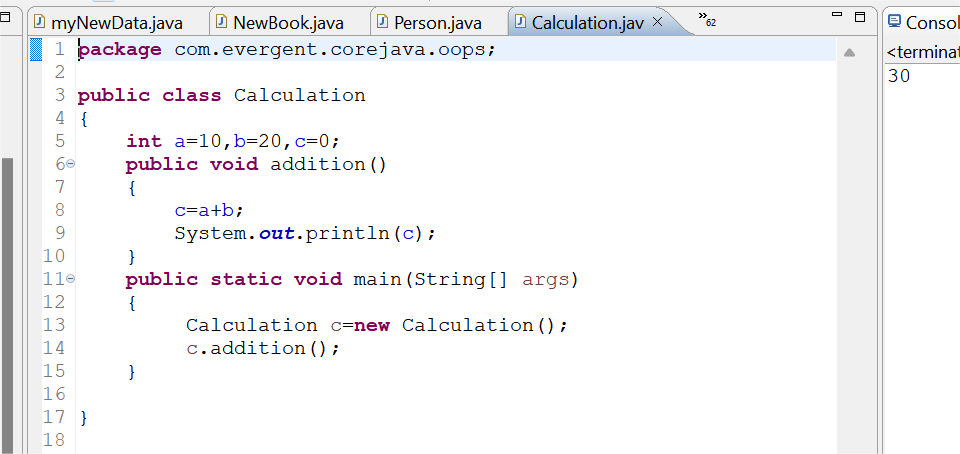 myNewData.java NewBook.java Person.java Calculation.jav 62 Consol
<terminat
30
1 package com.evergent.corejava.oops;
2
3 public class Calculation
4 {
5 int a=10,b=20,c=0;
6 public void addition()
7 {
8 c=a+b;
9 System.out.println(c);
10 }
11 public static void main(String[] args)
12 {
13 Calculation c=new Calculation();
14 c.addition();
15 }
16
17 }
18